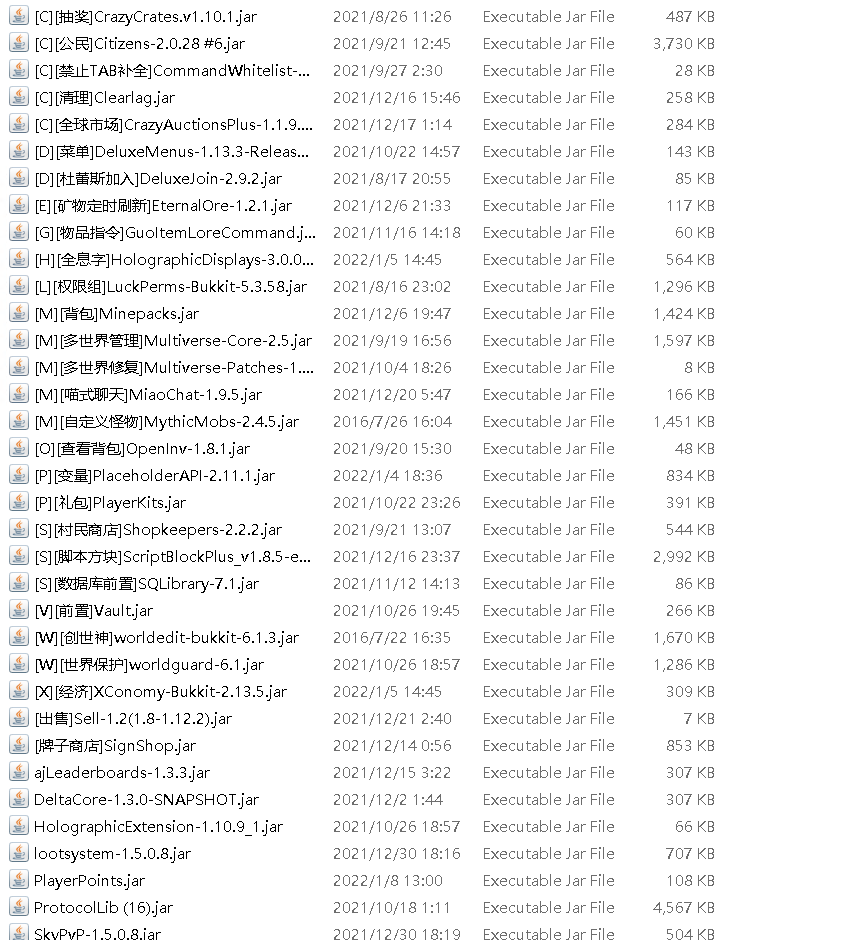 [C][抽奖]CrazyCrates.v1.10.1.jar 2021/8/26 11:26 Executable Jar File 487 KB
[C][公民]Citizens-2.0.28 #6.jar 2021/9/21 12:45 Executable Jar File 3,730 KB
[C][禁止TAB补全]CommandWhitelist-... 2021/9/27 2:30 Executable Jar File 28 KB
[C][清理]Clearlag.jar 2021/12/16 15:46 Executable Jar File 258 KB
[C][全球市场]CrazyAuctionsPlus-1.1.9.... 2021/12/17 1:14 Executable Jar File 284 KB
[D][菜单]DeluxeMenus-1.13.3-Releas... 2021/10/22 14:57 Executable Jar File 143 KB
[D][杜蕾斯加入]DeluxeJoin-2.9.2.jar 2021/8/17 20:55 Executable Jar File 85 KB
[E][矿物定时刷新]EternalOre-1.2.1.jar 2021/12/6 21:33 Executable Jar File 117 KB
[G][物品指令]GuoItemLoreCommand.j... 2021/11/16 14:18 Executable Jar File 60 KB
[H][全息字]HolographicDisplays-3.0.0... 2022/1/5 14:45 Executable Jar File 564 KB
[L][权限组]LuckPerms-Bukkit-5.3.58.jar 2021/8/16 23:02 Executable Jar File 1,296 KB
[M][背包]Minepacks.jar 2021/12/6 19:47 Executable Jar File 1,424 KB
[M][多世界管理]Multiverse-Core-2.5.jar 2021/9/19 16:56 Executable Jar File 1,597 KB
[M][多世界修复]Multiverse-Patches-1.... 2021/10/4 18:26 Executable Jar File 8 KB
[M][喵式聊天]MiaoChat-1.9.5.jar 2021/12/20 5:47 Executable Jar File 166 KB
[M][自定义怪物]MythicMobs-2.4.5.jar 2016/7/26 16:04 Executable Jar File 1,451 KB
[O][查看背包]OpenInv-1.8.1.jar 2021/9/20 15:30 Executable Jar File 48 KB
[P][变量]PlaceholderAPI-2.11.1.jar 2022/1/4 18:36 Executable Jar File 834 KB
[P][礼包]PlayerKits.jar 2021/10/22 23:26 Executable Jar File 391 KB
[S][村民商店]Shopkeepers-2.2.2.jar 2021/9/21 13:07 Executable Jar File 544 KB
[S][脚本方块]ScriptBlockPlus_v1.8.5-e... 2021/12/16 23:37 Executable Jar File 2,992 KB
[S][数据库前置]SQLibrary-7.1.jar 2021/11/12 14:13 Executable Jar File 86 KB
[V][前置]Vault.jar 2021/10/26 19:45 Executable Jar File 266 KB
[W][创世神]worldedit-bukkit-6.1.3.jar 2016/7/22 16:35 Executable Jar File 1,670 KB
[W][世界保护]worldguard-6.1.jar 2021/10/26 18:57 Executable Jar File 1,286 KB
[X][经济]XConomy-Bukkit-2.13.5.jar 2022/1/5 14:45 Executable Jar File 309 KB
[出售]Sell-1.2(1.8-1.12.2).jar 2021/12/21 2:40 Executable Jar File 7 KB
[牌子商店]SignShop.jar 2021/12/14 0:56 Executable Jar File 853 KB
ajLeaderboards-1.3.3.jar 2021/12/15 3:22 Executable Jar File 307 KB
DeltaCore-1.3.0-SNAPSHOT.jar 2021/12/2 1:44 Executable Jar File 307 KB
HolographicExtension-1.10.9_1.jar 2021/10/26 18:57 Executable Jar File 66 KB
lootsystem-1.5.0.8.jar 2021/12/30 18:16 Executable Jar File 707 KB
PlayerPoints.jar 2022/1/8 13:00 Executable Jar File 108 KB
ProtocolLib (16).jar 2021/10/18 1:11 Executable Jar File 4,567 KB
SkyPvP-1.5.0.8.jar 2021/12/30 18:19 Executable Jar File 504 KB